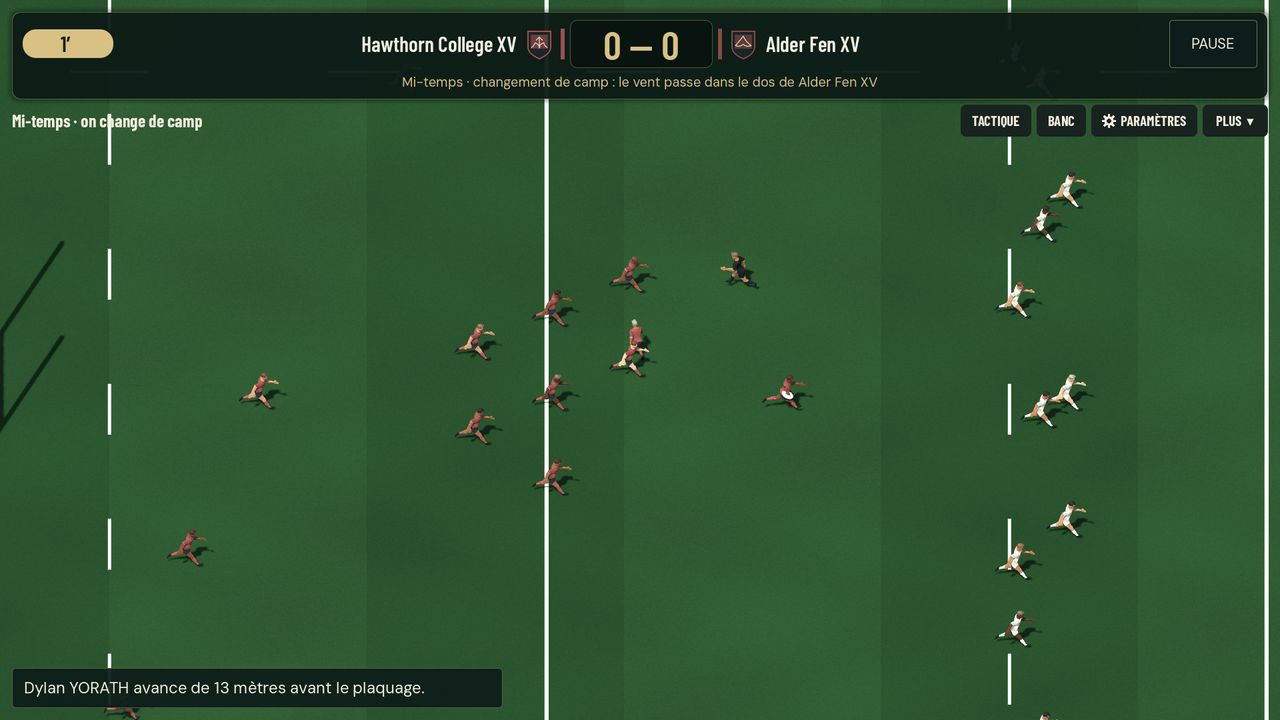 1′
Hawthorn College XV
0 – 0
Alder Fen XV
PAUSE
Mi-temps · changement de camp : le vent passe dans le dos de Alder Fen XV
Mi-temps · on change de camp
TACTIQUE
BANC
PARAMÈTRES
PLUS ▾
Dylan YORATH avance de 13 mètres avant le plaquage.